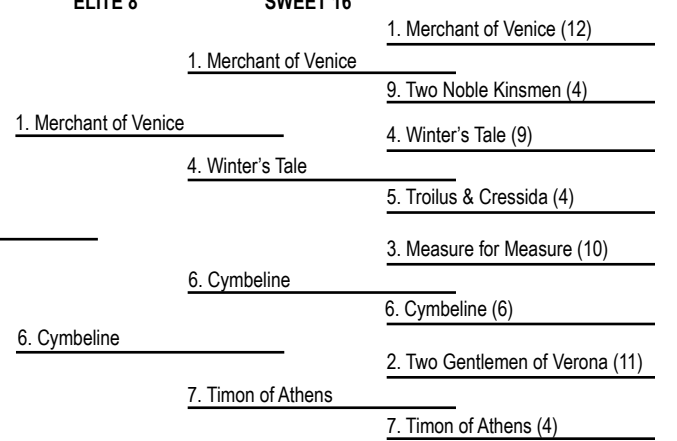 ELITE 8
SWEET 16
1. Merchant of Venice (12)
1. Merchant of Venice
9. Two Noble Kinsmen (4)
1. Merchant of Venice
4. Winter’s Tale (9)
4. Winter’s Tale
5. Troilus & Cressida (4)
3. Measure for Measure (10)
6. Cymbeline
6. Cymbeline (6)
6. Cymbeline
2. Two Gentlemen of Verona (11)
7. Timon of Athens
7. Timon of Athens (4)